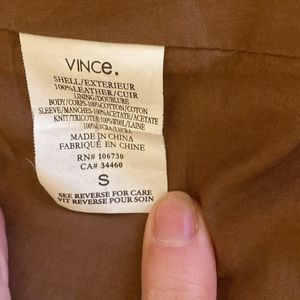 VINCE.
SHELL/EXTERIEUR
100%LEATHER/CUIR
LINING/DOUBLURE
BODY/CORPS-100%COTTON/COTON
SLEEVE/MANCHES-100%ACETATE/ACETATE
KNIT/TRICOTER 100%WOOL/LAINE
MADE IN CHINA
FABRIQUÉ EN CHINE
RN# 106730
CA# 34460
S
SEE REVERSE FOR CARE
VIT REVERSE POUR SOIN